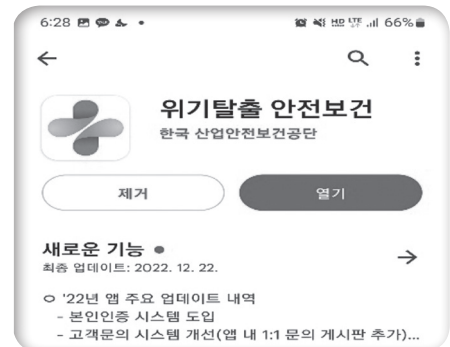 6:28 HD LTE 66%
위기탈출 안전보건
한국 산업안전보건공단
제거
열기
새로운 기능
최종 업데이트: 2022. 12. 22.
○ '22년 앱 주요 업데이트 내역
- 본인인증 시스템 도입
- 고객문의 시스템 개선(앱 내 1:1 문의 게시판 추가)...